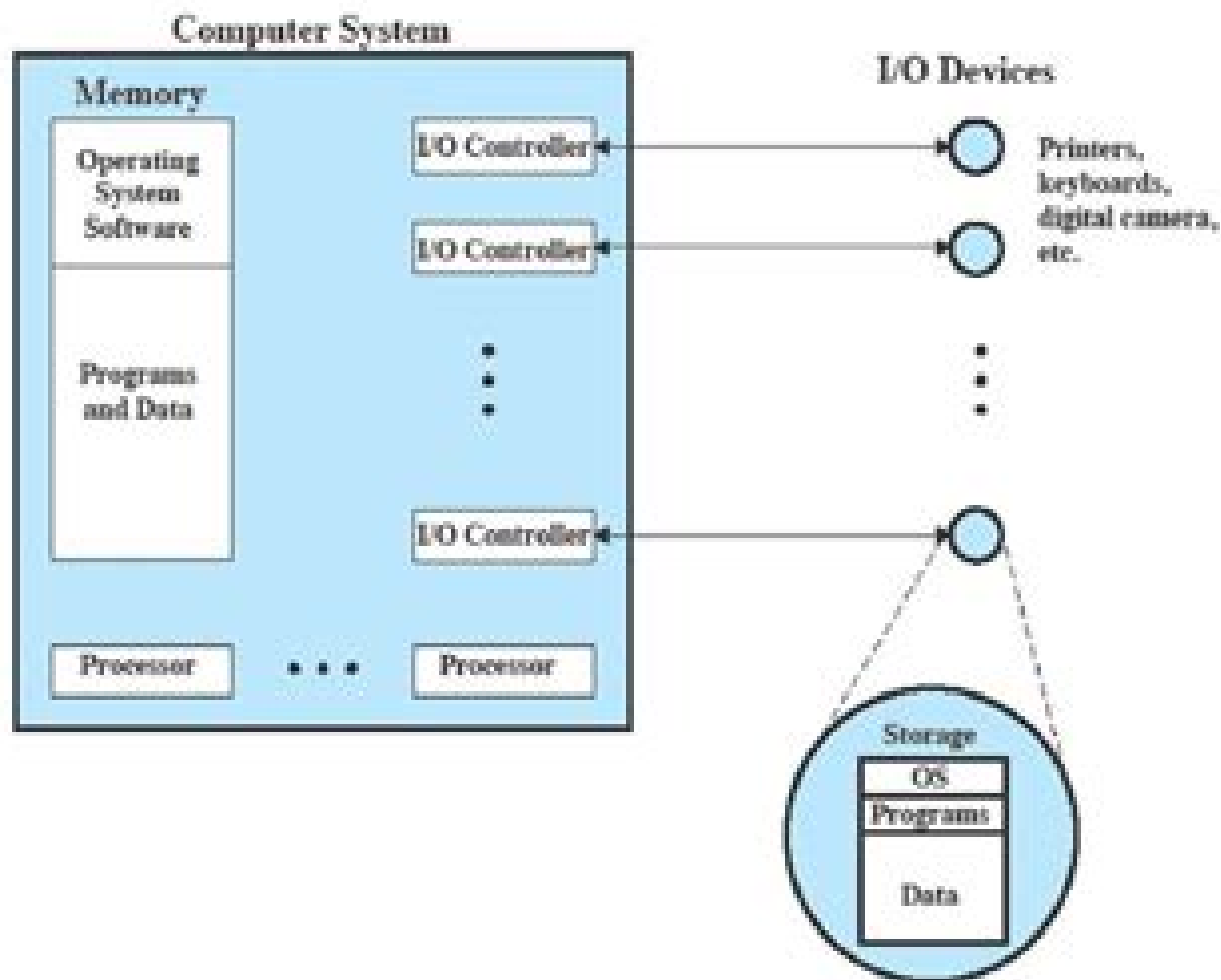 Computer System
Memory
Operating
System
Software
Programs
and Data
I/O Controller
I/O Controller
I/O Controller
Processor
Processor
I/O Devices
Printers,
keyboards,
digital camera,
etc.
Storage
OS
Programs
Data